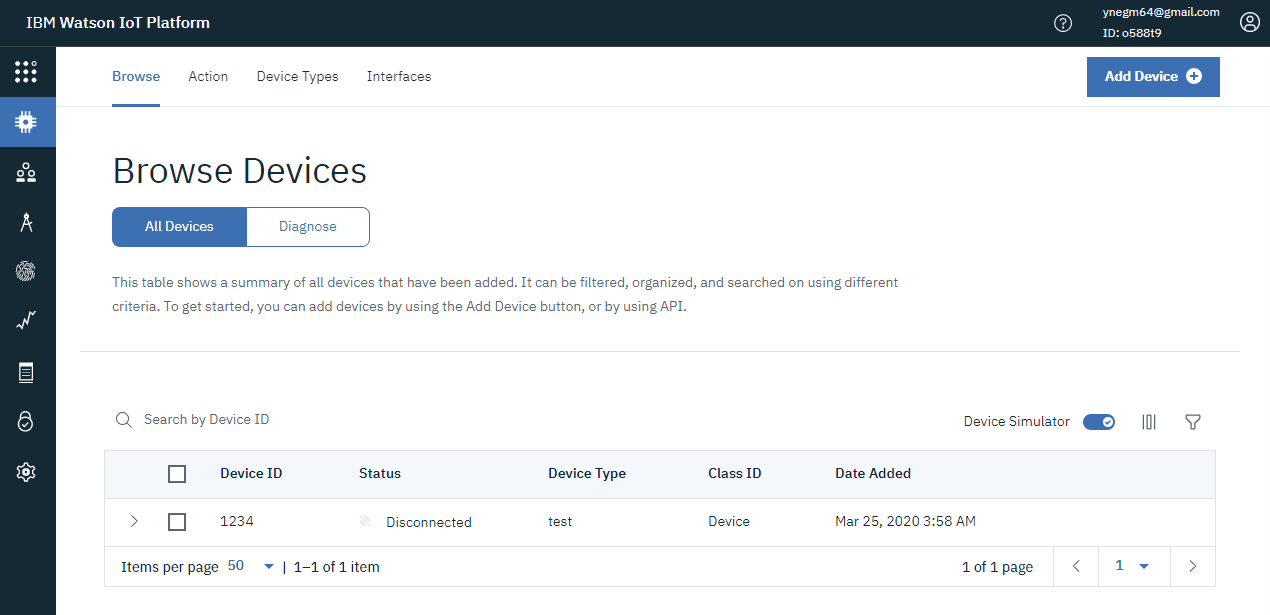 IBM Watson IoT Platform
ynegm64@gmail.com
ID: o588t9
Browse Action Device Types Interfaces
Add Device
Browse Devices
All Devices Diagnose
This table shows a summary of all devices that have been added. It can be filtered, organized, and searched on using different
criteria. To get started, you can add devices by using the Add Device button, or by using API.
Search by Device ID
Device Simulator
Device ID Status Device Type Class ID Date Added
1234 Disconnected test Device Mar 25, 2020 3:58 AM
Items per page 50 | 1–1 of 1 item 1 of 1 page 1